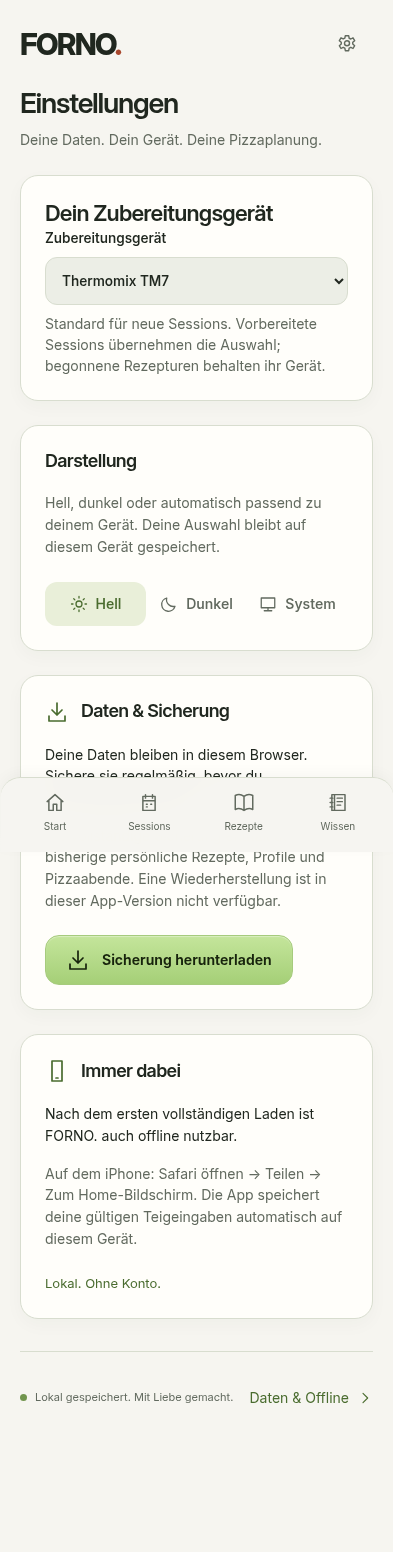 FORNO.
Einstellungen
Deine Daten. Dein Gerät. Deine Pizzaplanung.
Dein Zubereitungsgerät
Zubereitungsgerät
Thermomix TM7
Standard für neue Sessions. Vorbereitete
Sessions übernehmen die Auswahl;
begonnene Rezepturen behalten ihr Gerät.
Darstellung
Hell, dunkel oder automatisch passend zu
deinem Gerät. Deine Auswahl bleibt auf
diesem Gerät gespeichert.
Hell
Dunkel
System
Daten & Sicherung
Deine Daten bleiben in diesem Browser.
Sichere sie regelmäßig, bevor du
Start
Sessions
Rezepte
Wissen
bisherige persönliche Rezepte, Profile und
Pizzaabende. Eine Wiederherstellung ist in
dieser App-Version nicht verfügbar.
Sicherung herunterladen
Immer dabei
Nach dem ersten vollständigen Laden ist
FORNO. auch offline nutzbar.
Auf dem iPhone: Safari öffnen → Teilen →
Zum Home-Bildschirm. Die App speichert
deine gültigen Teigeingaben automatisch auf
diesem Gerät.
Lokal. Ohne Konto.
Lokal gespeichert. Mit Liebe gemacht.
Daten & Offline